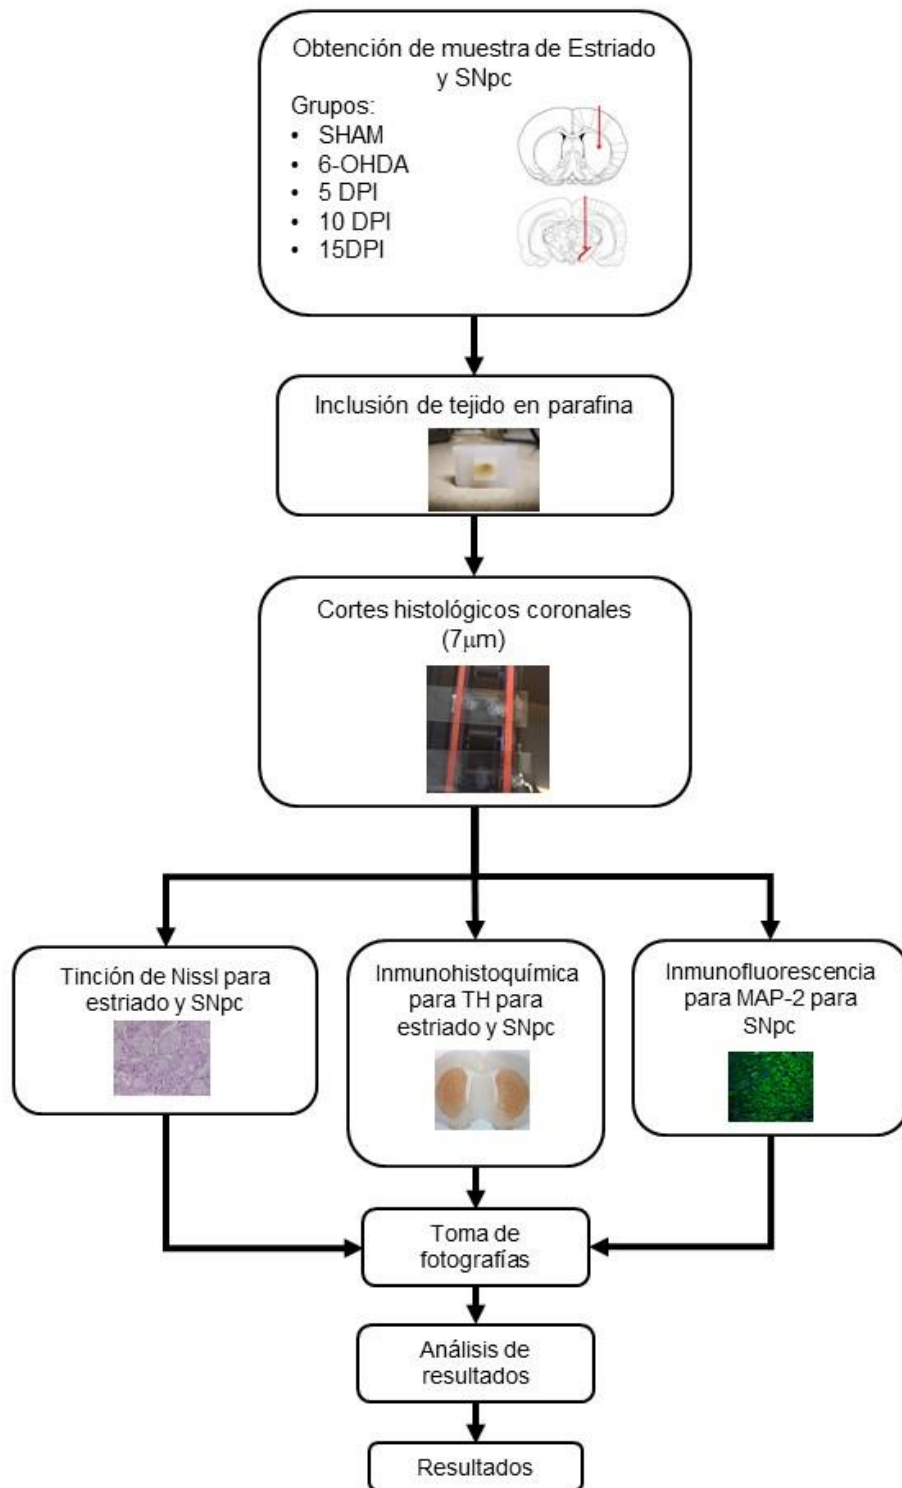 Obtención de muestra de Estriado
y SNpc
Grupos:
• SHAM
• 6-OHDA
• 5 DPI
• 10 DPI
• 15DPI
Inclusión de tejido en parafina
Cortes histológicos coronales
(7μm)
Tinción de Nissl para
estriado y SNpc
Inmunohistoquímica
para TH para
estriado y SNpc
Inmunofluorescencia
para MAP-2 para
SNpc
Toma de
fotografías
Análisis de
resultados
Resultados